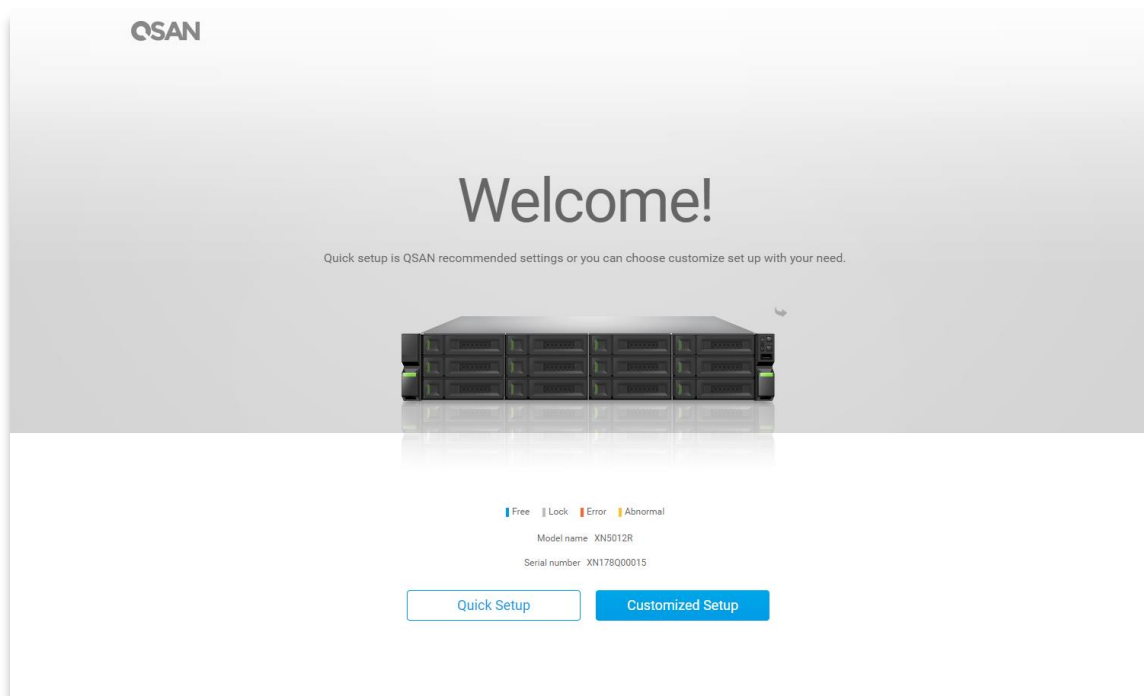 QSAN
Welcome!
Quick setup is QSAN recommended settings or you can choose customize set up with your need.
Free Lock Error Abnormal
Model name XN5012R
Serial number XN178Q00015
Quick Setup Customized Setup